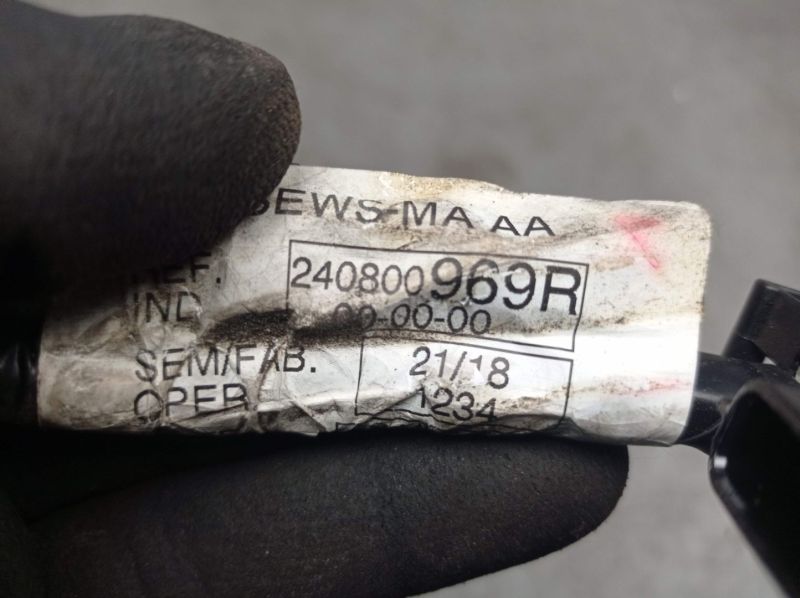 SEWS-MA AA
REF. 240800969R
IND 00-00-00
SEM/FAB. 21/18
OPER. 1234